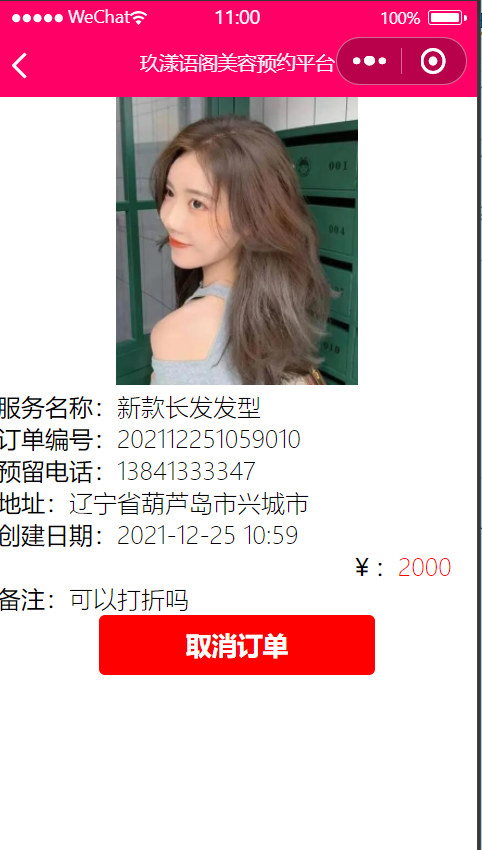 WeChat 11:00 100%
玖漾语阁美容预约平台
001
004
010
服务名称：新款长发发型
订单编号：202112251059010
预留电话：13841333347
地址：辽宁省葫芦岛市兴城市
创建日期：2021-12-25 10:59
¥：2000
备注：可以打折吗
取消订单